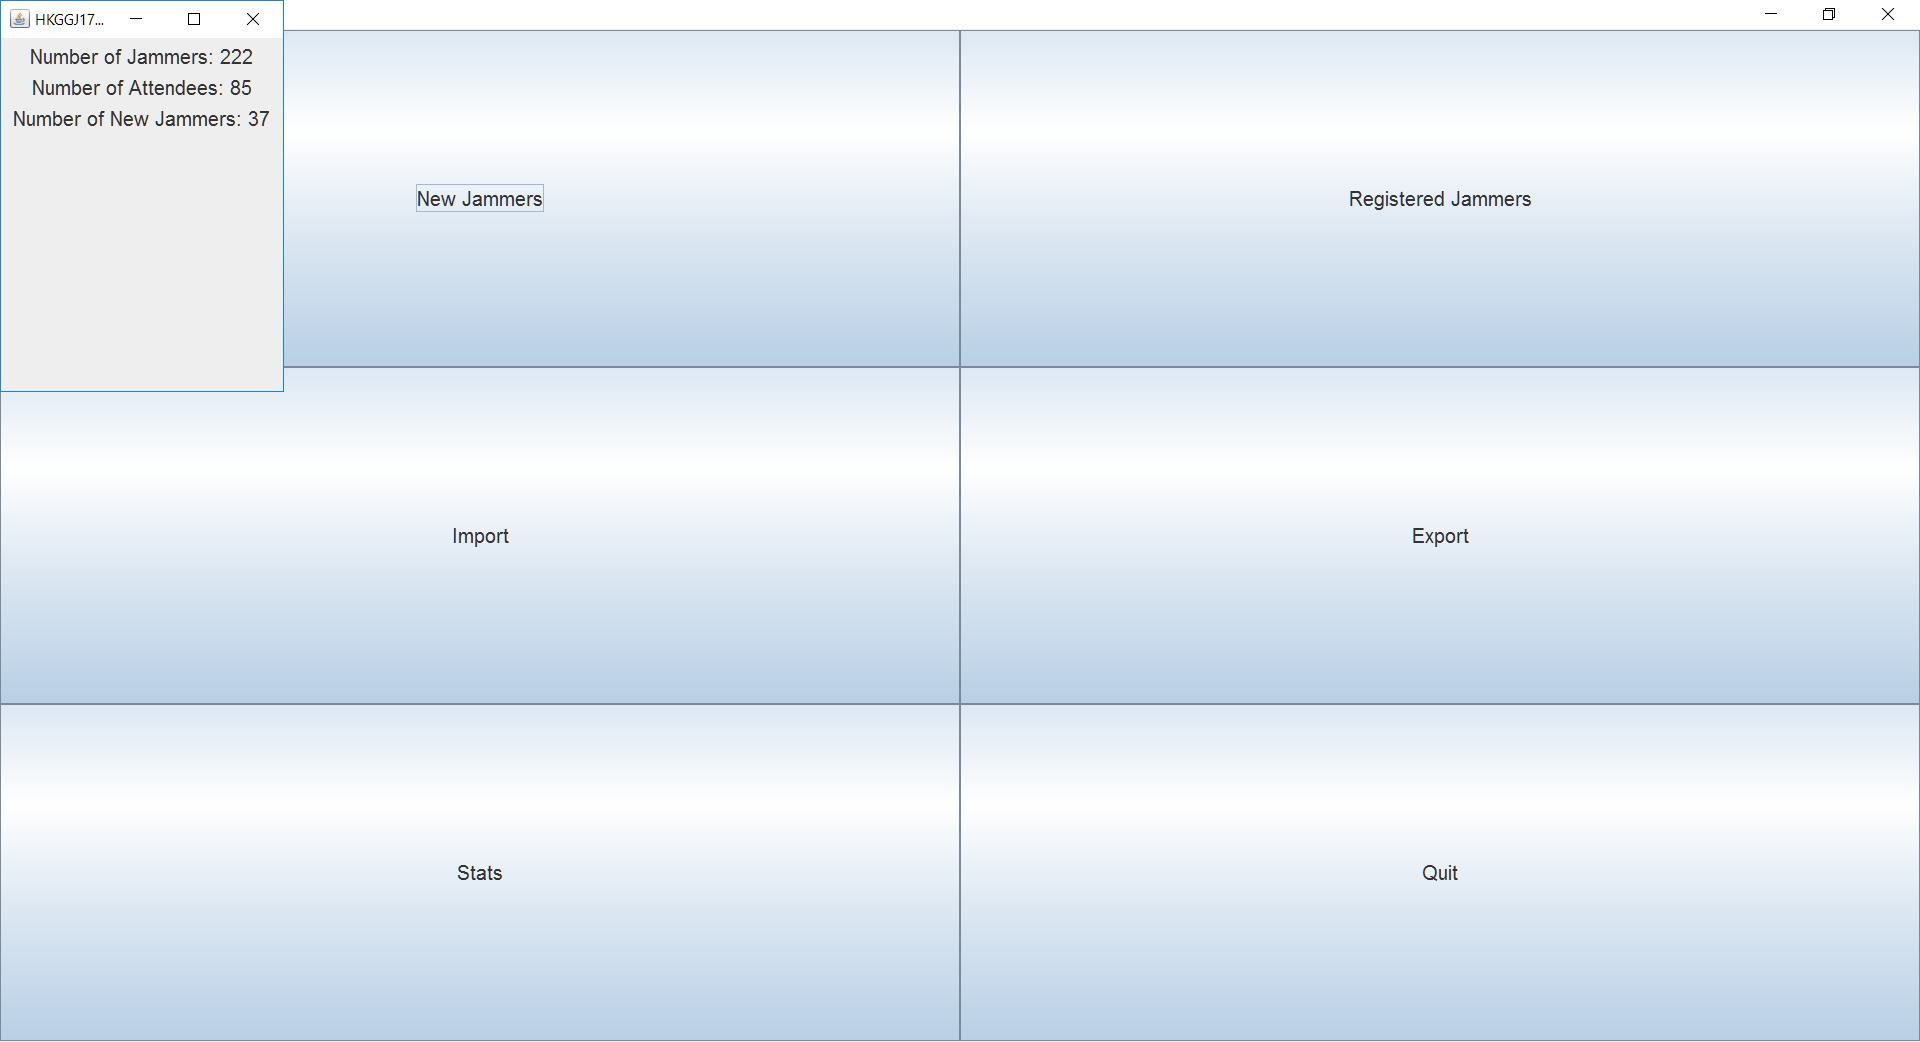 HKGGJ17...
Number of Jammers: 222
Number of Attendees: 85
Number of New Jammers: 37
New Jammers
Registered Jammers
Import
Export
Stats
Quit